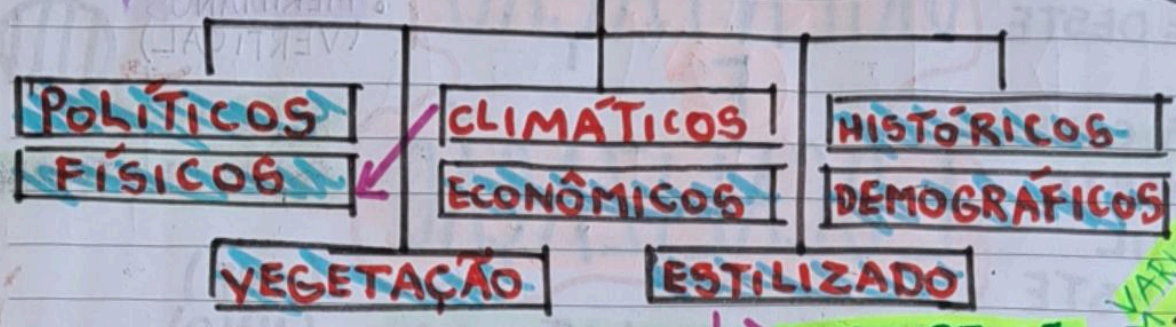 POLÍTICOS
FÍSICOS
CLIMÁTICOS
ECONÔMICOS
HISTÓRICOS
DEMOGRÁFICOS
VEGETAÇÃO
ESTILIZADO